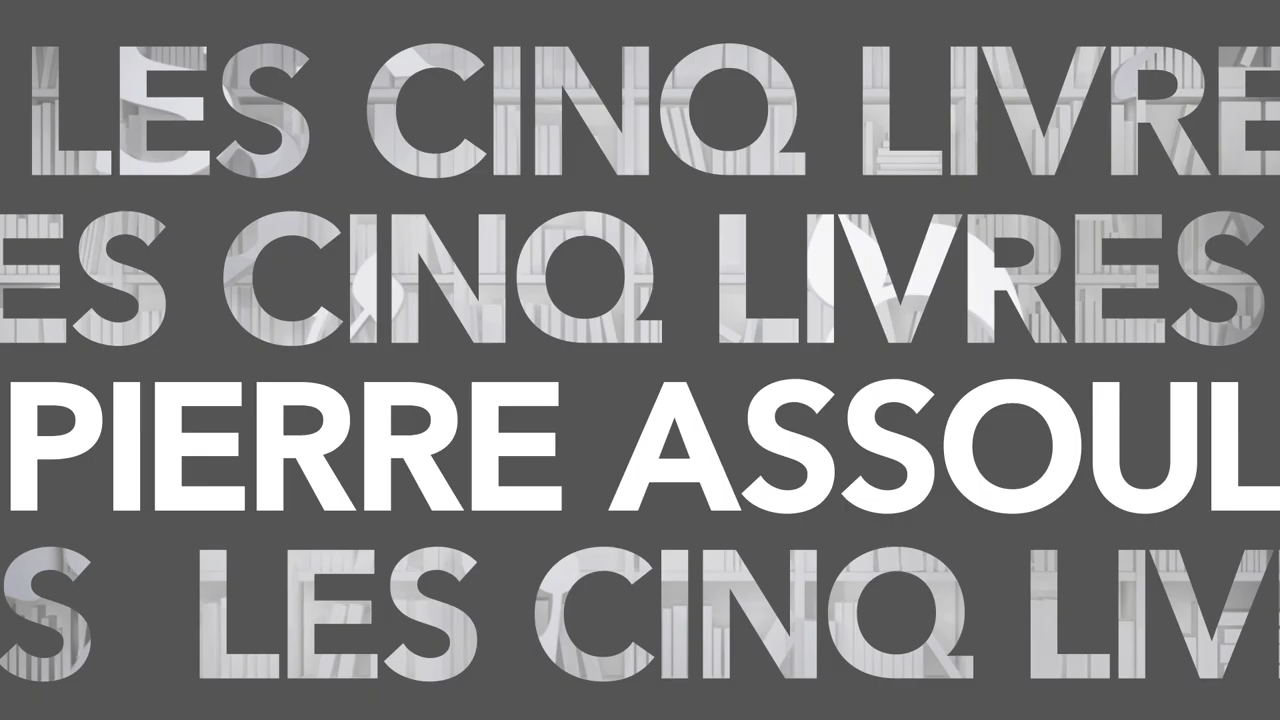 LES CINQ LIVRE
ES CINQ LIVRES
PIERRE ASSOUL
S LES CINQ LIV